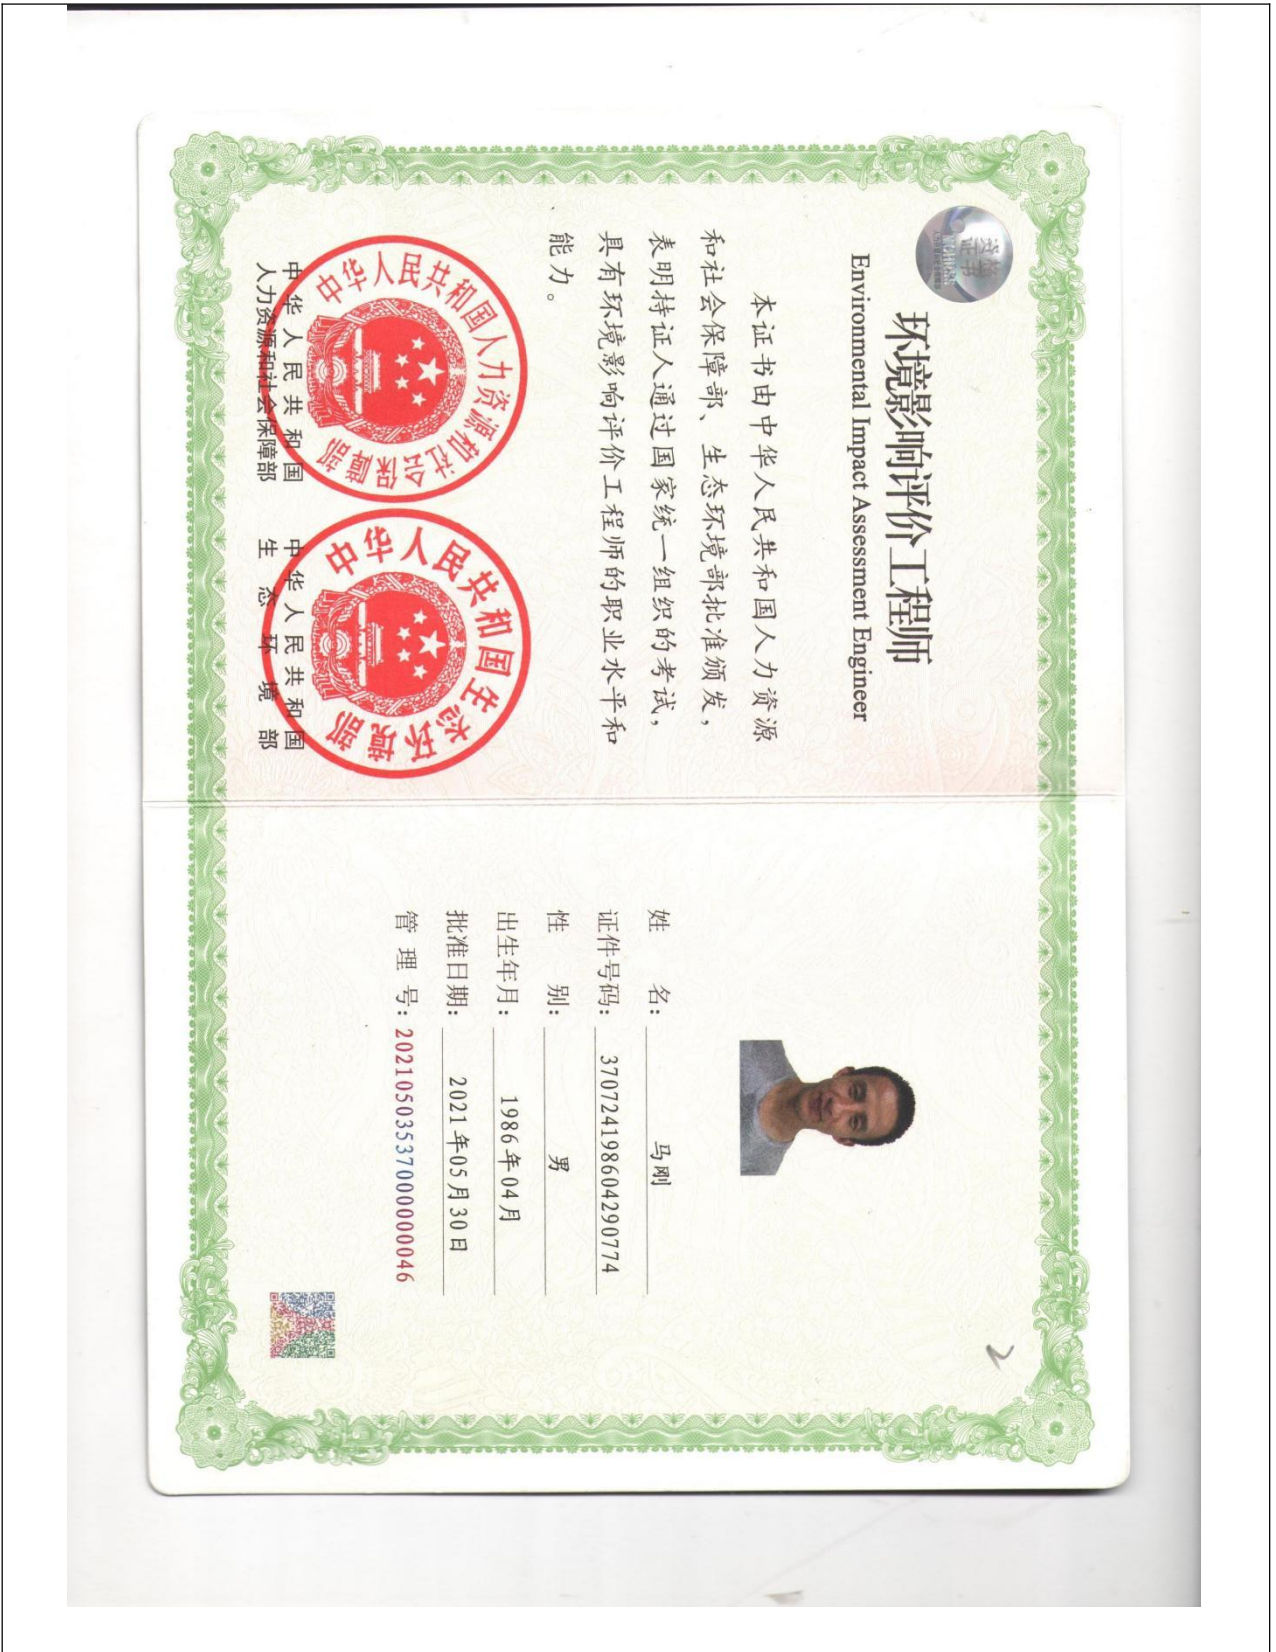 环境影响评价工程师
Environmental Impact Assessment Engineer
本证书由中华人民共和国人力资源
和社会保障部、生态环境部批准颁发，
表明持证人通过国家统一组织的考试，
具有环境影响评价工程师的职业水平和
能力。
中华人民共和国人力资源和社会保障部
中华人民共和国生态环境部
中华人民共和国
人力资源和社会保障部
中华人民共和国
生态环境部
姓 名： 马刚
证件号码： 370724198604290774
性 别： 男
出生年月： 1986年04月
批准日期： 2021年05月30日
管 理 号： 20210503537000000046